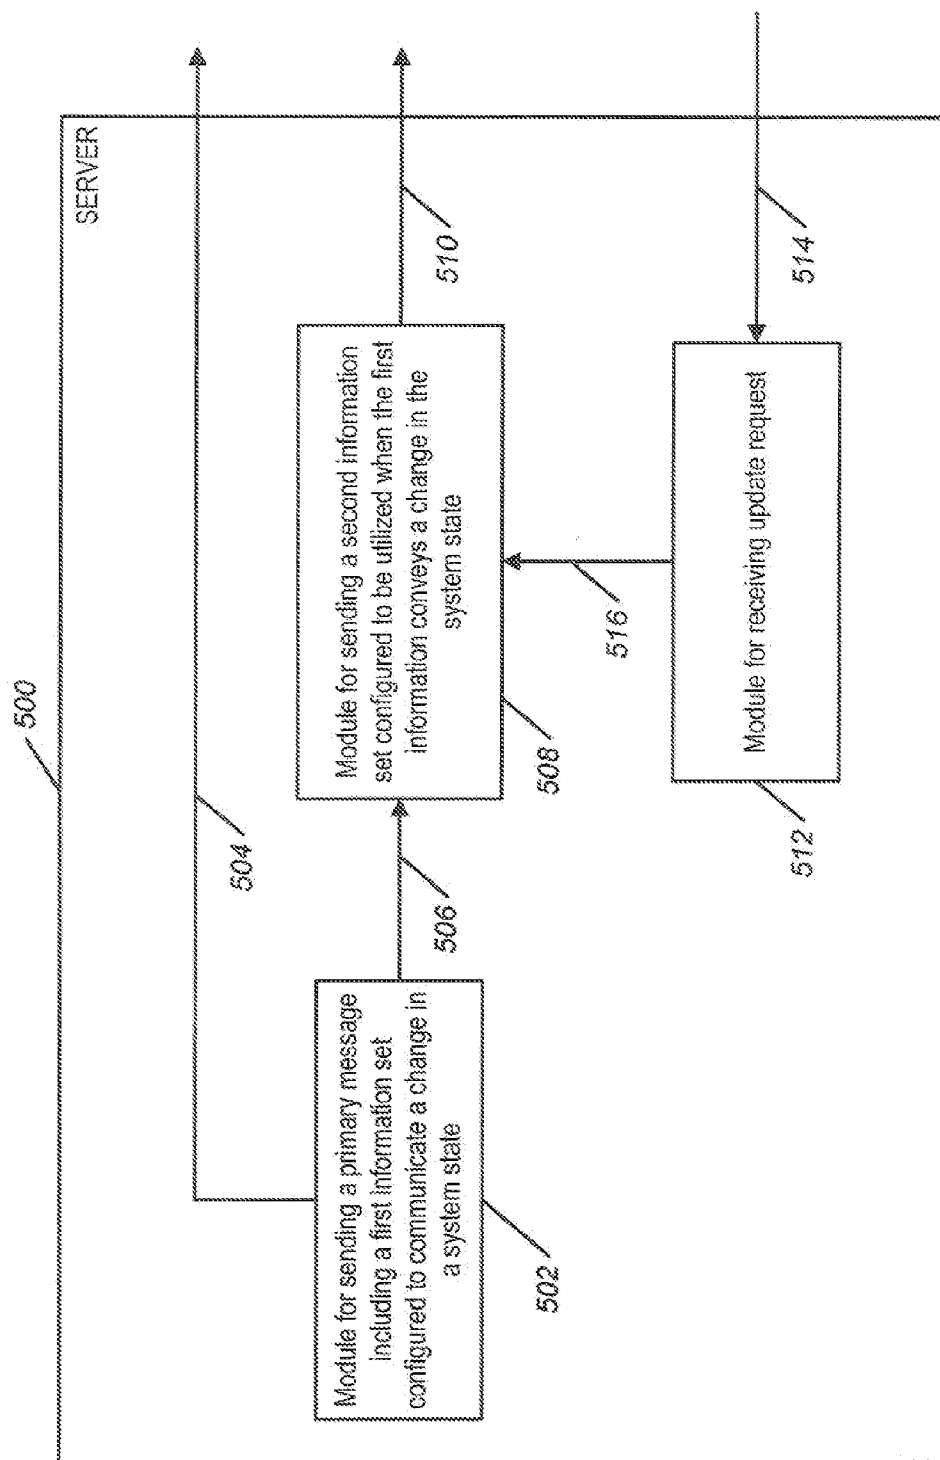 500
SERVER
504
Module for sending a primary message
including a first information set
configured to communicate a change in
a system state
502
506
Module for sending a second information
set configured to be utilized when the first
information conveys a change in the
system state
508
510
516
Module for receiving update request
512
514